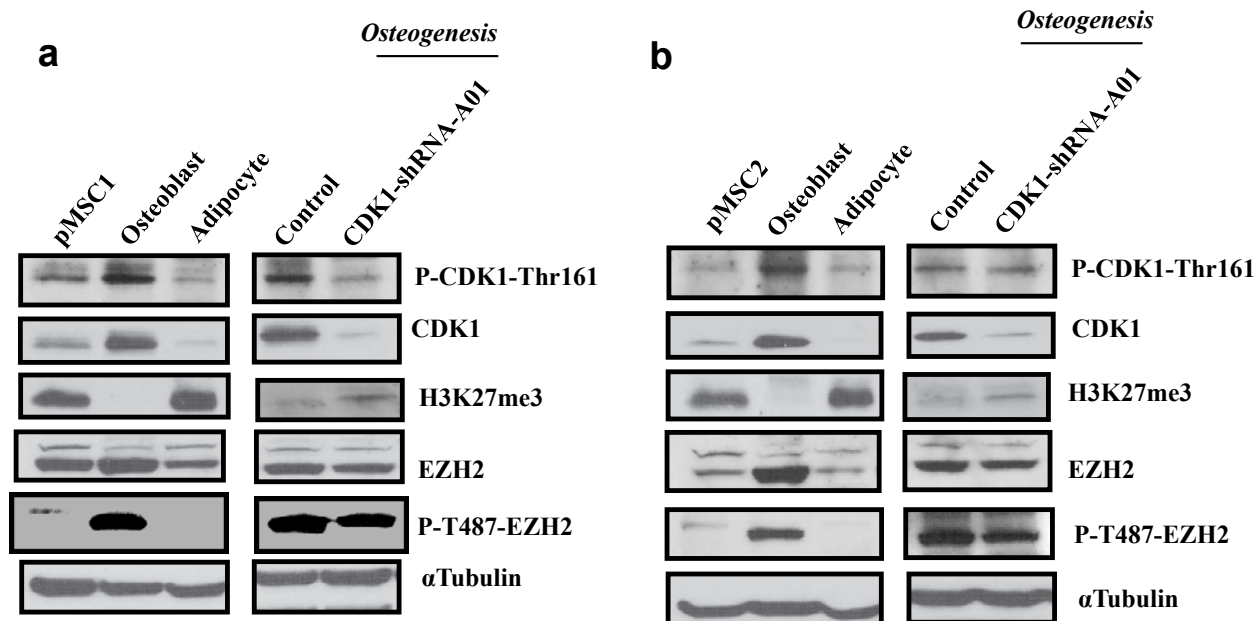 a
Osteogenesis
pMSC1
Osteoblast
Adipocyte
Control
CDK1-shRNA-A01
P-CDK1-Thr161
CDK1
H3K27me3
EZH2
P-T487-EZH2
αTubulin
b
Osteogenesis
pMSC2
Osteoblast
Adipocyte
Control
CDK1-shRNA-A01
P-CDK1-Thr161
CDK1
H3K27me3
EZH2
P-T487-EZH2
αTubulin